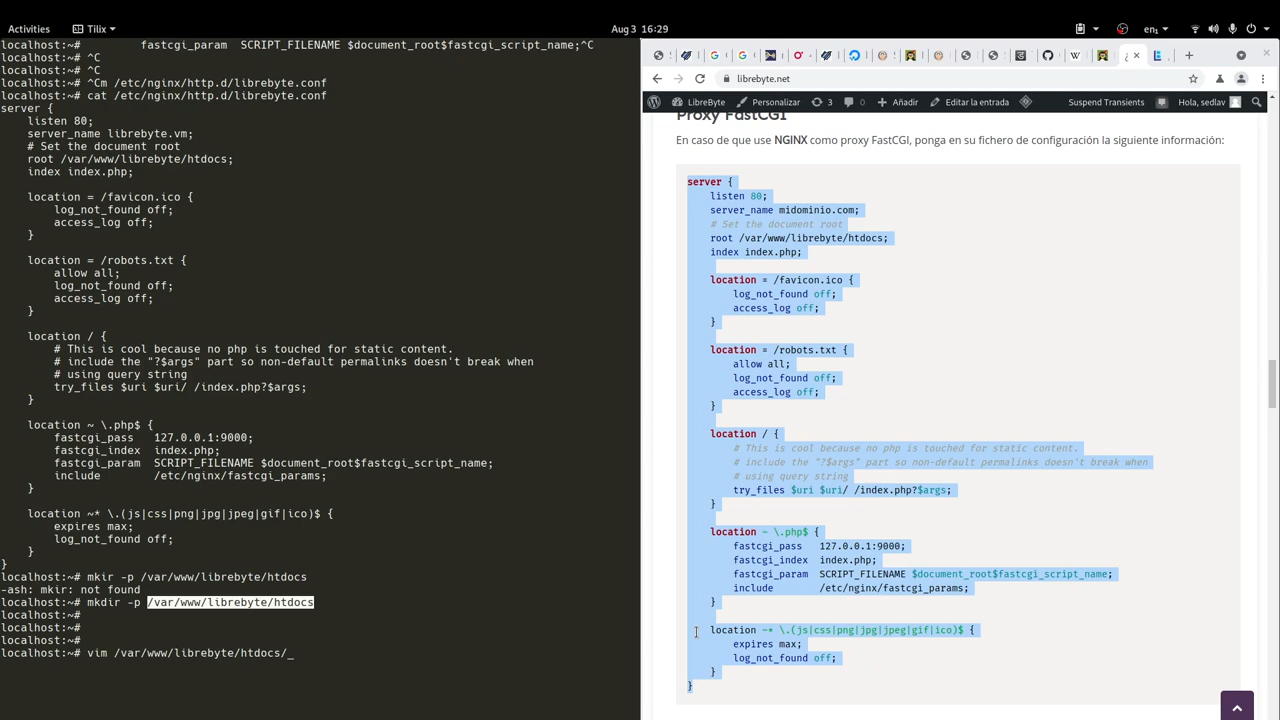 Activities
Tilix
Aug 3 16:29
en₁
localhost:~#         fastcgi_param  SCRIPT_FILENAME $document_root$fastcgi_script_name;^C
localhost:~# ^C
localhost:~# ^C
localhost:~# ^Cm /etc/nginx/http.d/librebyte.conf
localhost:~# cat /etc/nginx/http.d/librebyte.conf
server {
    listen 80;
    server_name librebyte.vm;
    # Set the document root
    root /var/www/librebyte/htdocs;
    index index.php;
    location = /favicon.ico {
        log_not_found off;
        access_log off;
    }
    location = /robots.txt {
        allow all;
        log_not_found off;
        access_log off;
    }
    location / {
        # This is cool because no php is touched for static content.
        # include the "?$args" part so non-default permalinks doesn't break when
        # using query string
        try_files $uri $uri/ /index.php?$args;
    }
    location ~ \.php$ {
        fastcgi_pass   127.0.0.1:9000;
        fastcgi_index  index.php;
        fastcgi_param  SCRIPT_FILENAME $document_root$fastcgi_script_name;
        include        /etc/nginx/fastcgi_params;
    }
    location ~* \.(js|css|png|jpg|jpeg|gif|ico)$ {
        expires max;
        log_not_found off;
    }
}
localhost:~# mkir -p /var/www/librebyte/htdocs
-ash: mkir: not found
localhost:~# mkdir -p /var/www/librebyte/htdocs
localhost:~#
localhost:~#
localhost:~#
localhost:~# vim /var/www/librebyte/htdocs/_
librebyte.net
LibreByte
Personalizar
3
0
Añadir
Editar la entrada
Suspend Transients
Hola, sedlav
Proxy FastCGI
En caso de que use NGINX como proxy FastCGI, ponga en su fichero de configuración la siguiente información:
server {
    listen 80;
    server_name midominio.com;
    # Set the document root
    root /var/www/librebyte/htdocs;
    index index.php;
    location = /favicon.ico {
        log_not_found off;
        access_log off;
    }
    location = /robots.txt {
        allow all;
        log_not_found off;
        access_log off;
    }
    location / {
        # This is cool because no php is touched for static content.
        # include the "?$args" part so non-default permalinks doesn't break when
        # using query string
        try_files $uri $uri/ /index.php?$args;
    }
    location ~ \.php$ {
        fastcgi_pass   127.0.0.1:9000;
        fastcgi_index  index.php;
        fastcgi_param  SCRIPT_FILENAME $document_root$fastcgi_script_name;
        include        /etc/nginx/fastcgi_params;
    }
    location ~* \.(js|css|png|jpg|jpeg|gif|ico)$ {
        expires max;
        log_not_found off;
    }
}